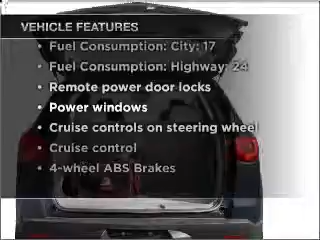 VEHICLE FEATURES
• Fuel Consumption: City: 17
• Fuel Consumption: Highway: 24
• Remote power door locks
• Power windows
• Cruise controls on steering wheel
• Cruise control
• 4-wheel ABS Brakes